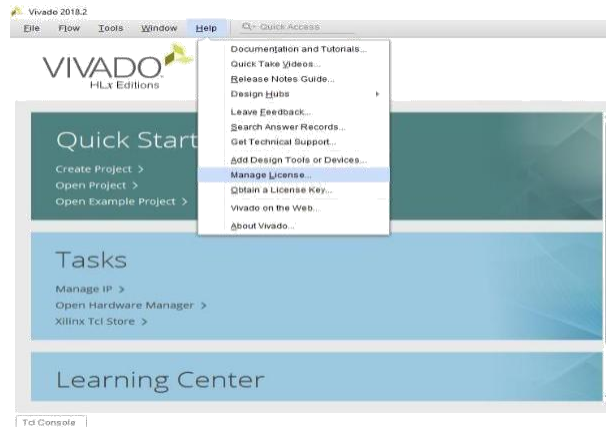 Vivado 2018.2
File Flow Tools Window Help Quick Access
VIVADO
HLx Editions
Documentation and Tutorials...
Quick Take Videos...
Release Notes Guide...
Design Hubs
Leave Feedback...
Search Answer Records...
Get Technical Support...
Add Design Tools or Devices...
Manage License...
Obtain a License Key...
Vivado on the Web...
About Vivado...
Quick Start
Create Project >
Open Project >
Open Example Project >
Tasks
Manage IP >
Open Hardware Manager >
Xilinx Tcl Store >
Learning Center
Tcl Console